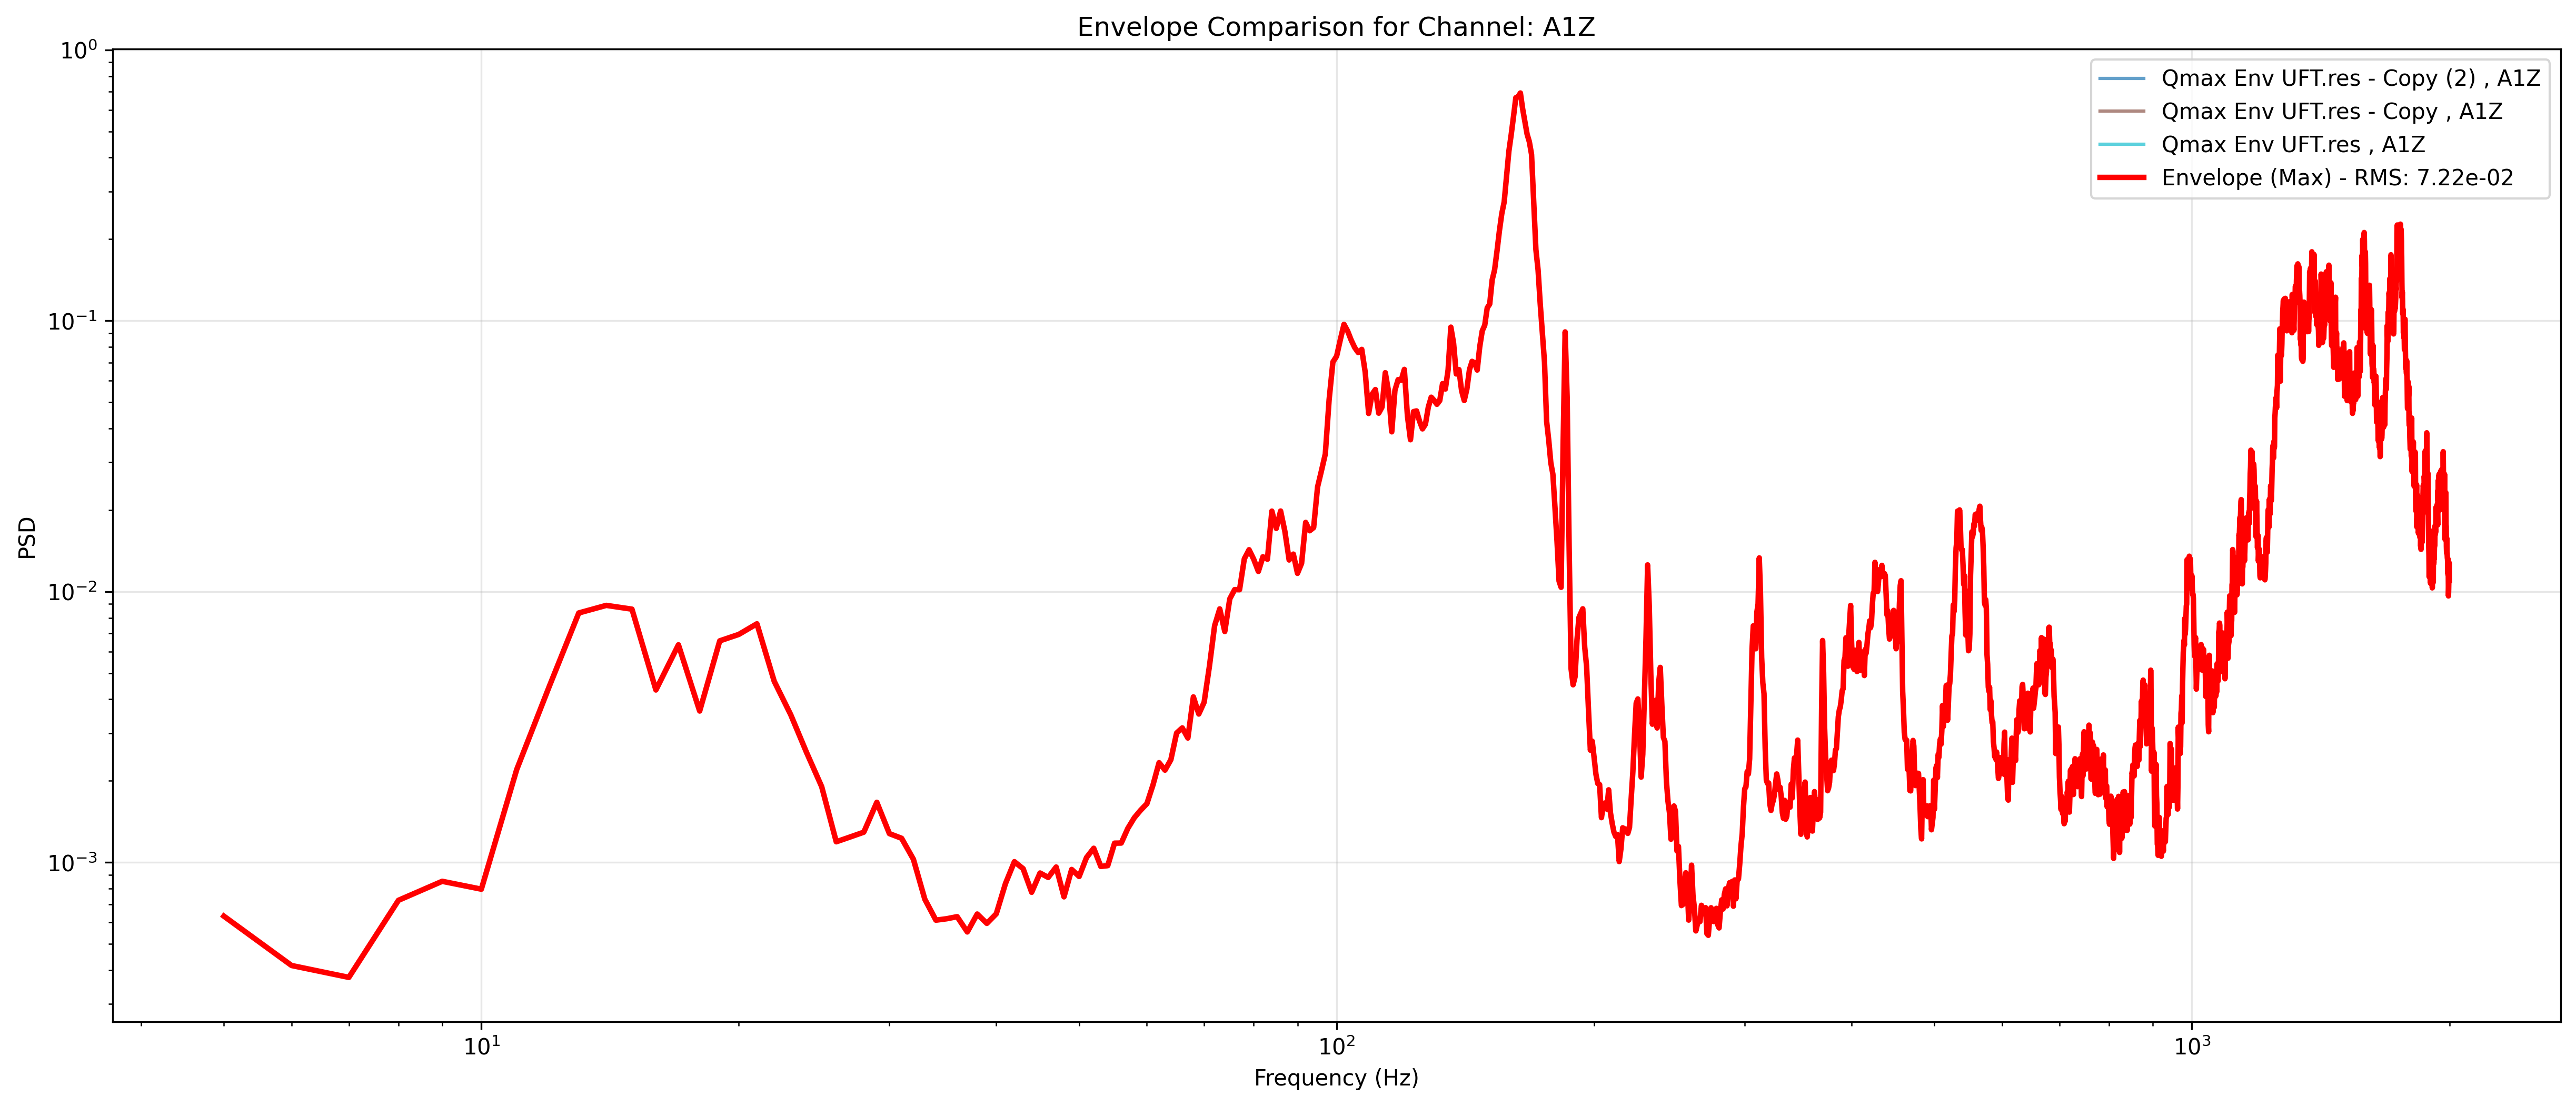 Envelope Comparison for Channel: A1Z
Qmax Env UFT.res - Copy (2) , A1Z
Qmax Env UFT.res - Copy , A1Z
Qmax Env UFT.res , A1Z
Envelope (Max) - RMS: 7.22e-02
PSD
10⁰
10⁻¹
10⁻²
10⁻³
10¹
10²
10³
Frequency (Hz)